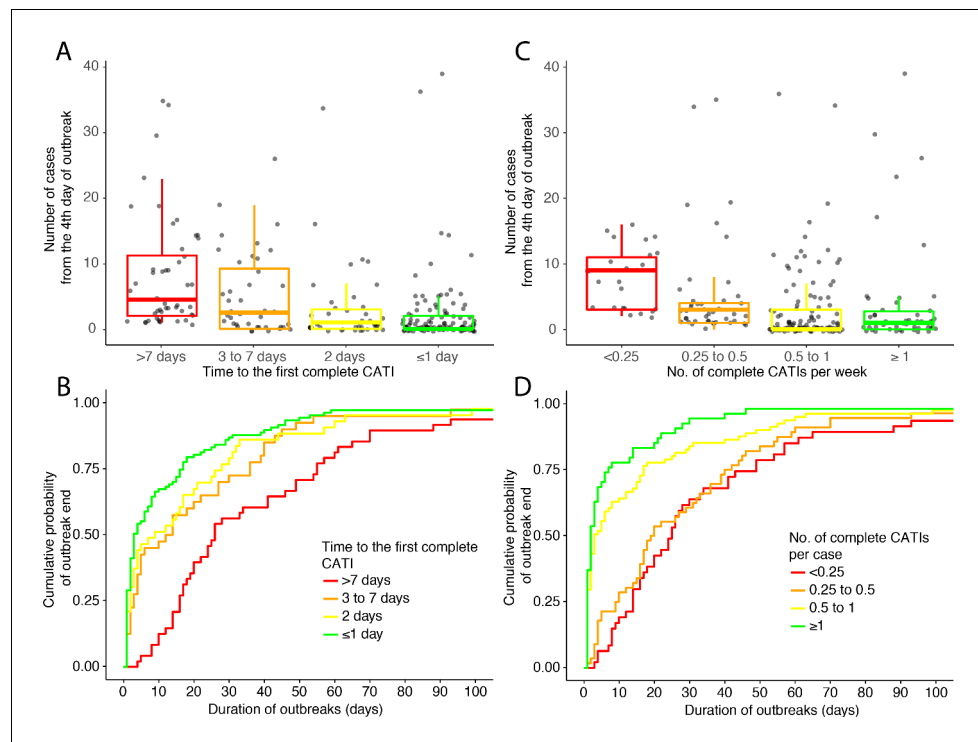 A
Number of cases
from the 4th day of outbreak
40
30
20
10
0
>7 days
3 to 7 days
2 days
≤1 day
Time to the first complete CATI
C
Number of cases
from the 4th day of outbreak
40
30
20
10
0
<0.25
0.25 to 0.5
0.5 to 1
≥ 1
No. of complete CATIs per week
B
Cumulative probability
of outbreak end
1.00
0.75
0.50
0.25
0.00
0
10
20
30
40
50
60
70
80
90
100
Duration of outbreaks (days)
Time to the first complete
CATI
>7 days
3 to 7 days
2 days
≤1 day
D
Cumulative probability
of outbreak end
1.00
0.75
0.50
0.25
0.00
0
10
20
30
40
50
60
70
80
90
100
Duration of outbreaks (days)
No. of complete CATIs
per case
<0.25
0.25 to 0.5
0.5 to 1
≥1